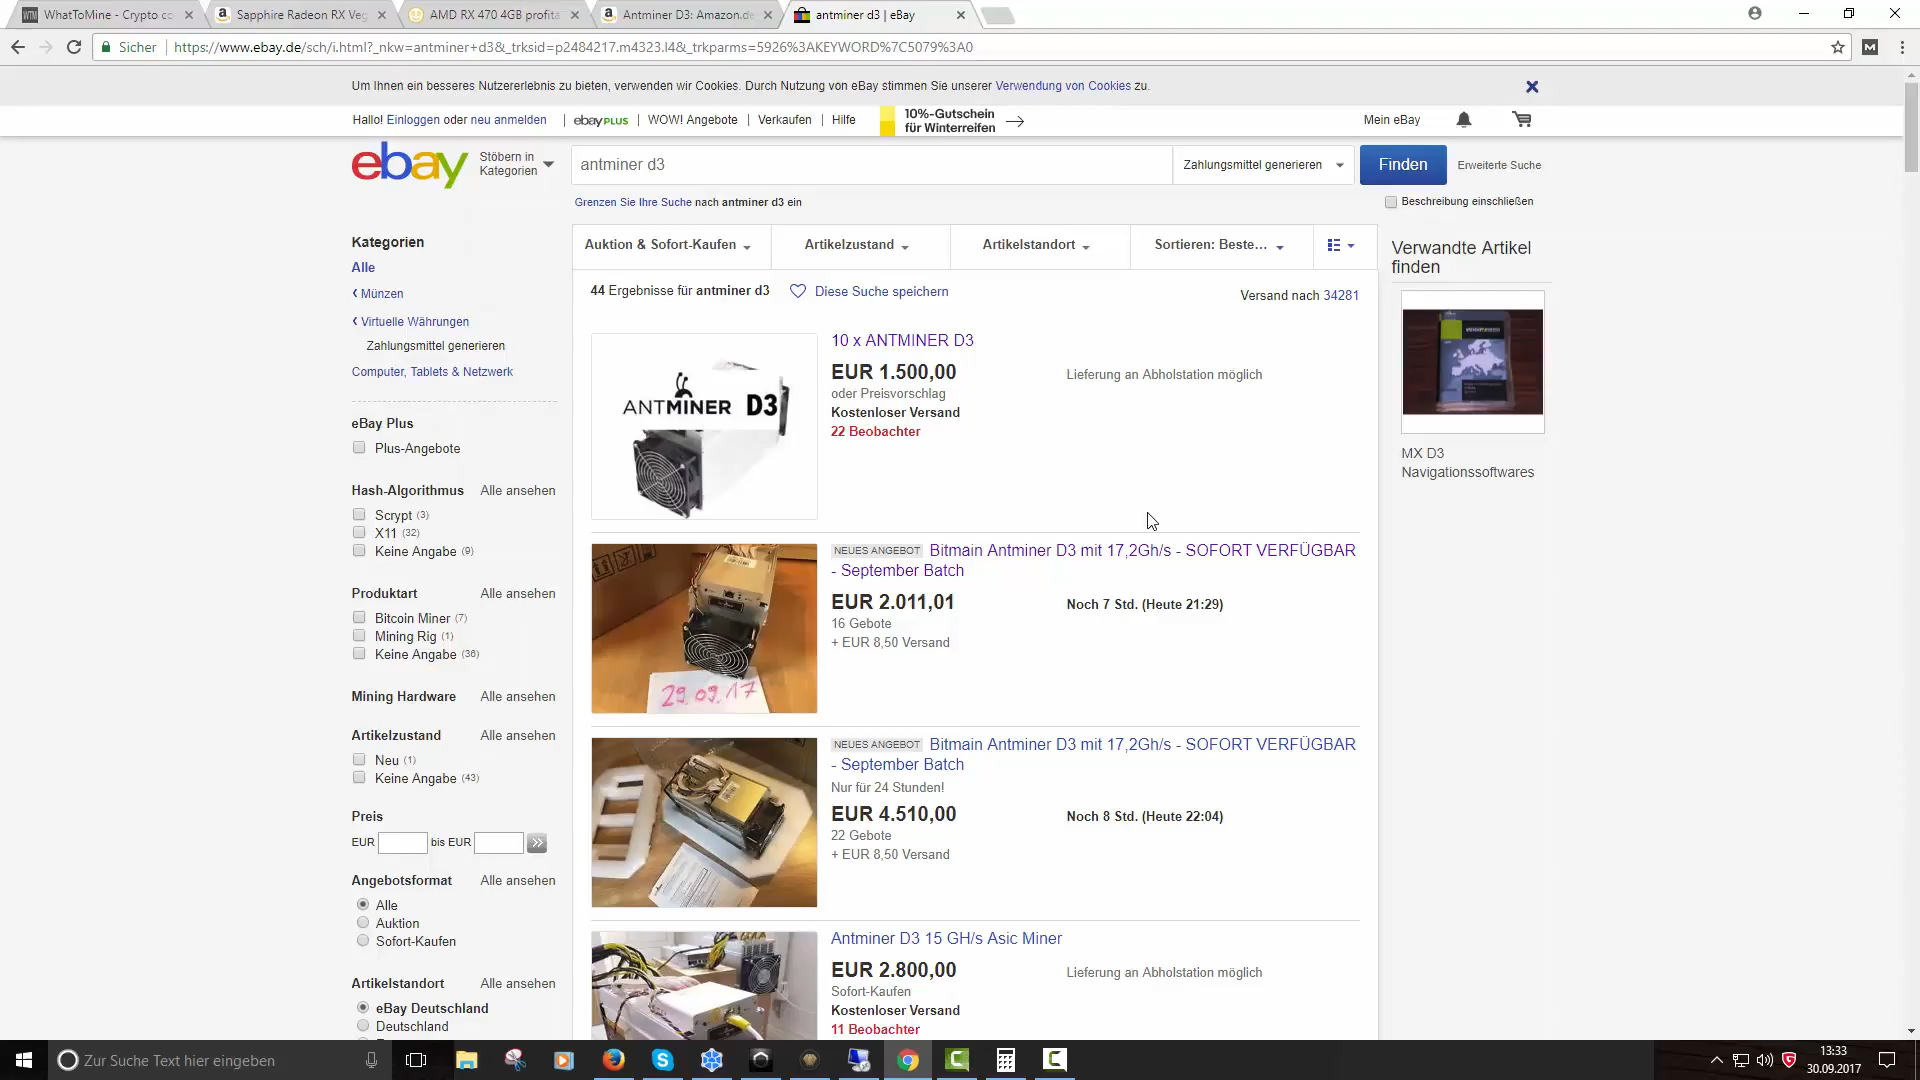 WhatToMine - Crypto co
Sapphire Radeon RX Veg
AMD RX 470 4GB profita
Antminer D3: Amazon.de
antminer d3 | eBay
Sicher
https://www.ebay.de/sch/i.html?_nkw=antminer+d3&_trksid=p2484217.m4323.l4&_trkparms=5926%3AKEYWORD%7C5079%3A0
Um Ihnen ein besseres Nutzererlebnis zu bieten, verwenden wir Cookies. Durch Nutzung von eBay stimmen Sie unserer Verwendung von Cookies zu.
Hallo! Einloggen oder neu anmelden
ebay PLUS
WOW! Angebote
Verkaufen
Hilfe
10%-Gutschein
für Winterreifen
Mein eBay
ebay
Stöbern in
Kategorien
antminer d3
Zahlungsmittel generieren
Finden
Erweiterte Suche
Grenzen Sie Ihre Suche nach antminer d3 ein
Beschreibung einschließen
Kategorien
Alle
Münzen
Virtuelle Währungen
Zahlungsmittel generieren
Computer, Tablets & Netzwerk
eBay Plus
Plus-Angebote
Hash-Algorithmus Alle ansehen
Scrypt (3)
X11 (32)
Keine Angabe (9)
Produktart Alle ansehen
Bitcoin Miner (7)
Mining Rig (1)
Keine Angabe (36)
Mining Hardware Alle ansehen
Artikelzustand Alle ansehen
Neu (1)
Keine Angabe (43)
Preis
EUR bis EUR
Angebotsformat Alle ansehen
Alle
Auktion
Sofort-Kaufen
Artikelstandort Alle ansehen
eBay Deutschland
Deutschland
Auktion & Sofort-Kaufen
Artikelzustand
Artikelstandort
Sortieren: Beste...
44 Ergebnisse für antminer d3
Diese Suche speichern
Versand nach 34281
ANTMINER D3
10 x ANTMINER D3
EUR 1.500,00
Lieferung an Abholstation möglich
oder Preisvorschlag
Kostenloser Versand
22 Beobachter
29.09.17
NEUES ANGEBOT Bitmain Antminer D3 mit 17,2Gh/s - SOFORT VERFÜGBAR
- September Batch
EUR 2.011,01
Noch 7 Std. (Heute 21:29)
16 Gebote
+ EUR 8,50 Versand
NEUES ANGEBOT Bitmain Antminer D3 mit 17,2Gh/s - SOFORT VERFÜGBAR
- September Batch
Nur für 24 Stunden!
EUR 4.510,00
Noch 8 Std. (Heute 22:04)
22 Gebote
+ EUR 8,50 Versand
Antminer D3 15 GH/s Asic Miner
EUR 2.800,00
Lieferung an Abholstation möglich
Sofort-Kaufen
Kostenloser Versand
11 Beobachter
Verwandte Artikel
finden
MX D3
Navigationssoftwares
Zur Suche Text hier eingeben
13:33
30.09.2017